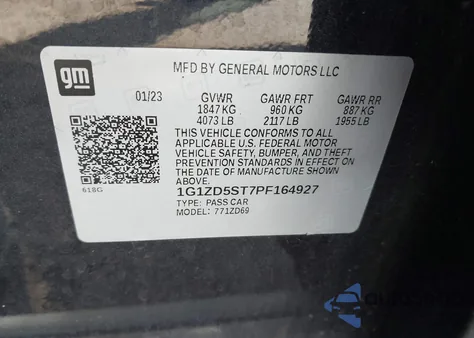 gm
MFD BY GENERAL MOTORS LLC
01/23 GVWR GAWR FRT GAWR RR
1847 KG 960 KG 887 KG
4073 LB 2117 LB 1955 LB
THIS VEHICLE CONFORMS TO ALL
APPLICABLE U.S. FEDERAL MOTOR
VEHICLE SAFETY, BUMPER, AND THEFT
PREVENTION STANDARDS IN EFFECT ON
THE DATE OF MANUFACTURE SHOWN ABOVE.
618G
1G1ZD5ST7PF164927
TYPE: PASS CAR
MODEL: 771ZD69